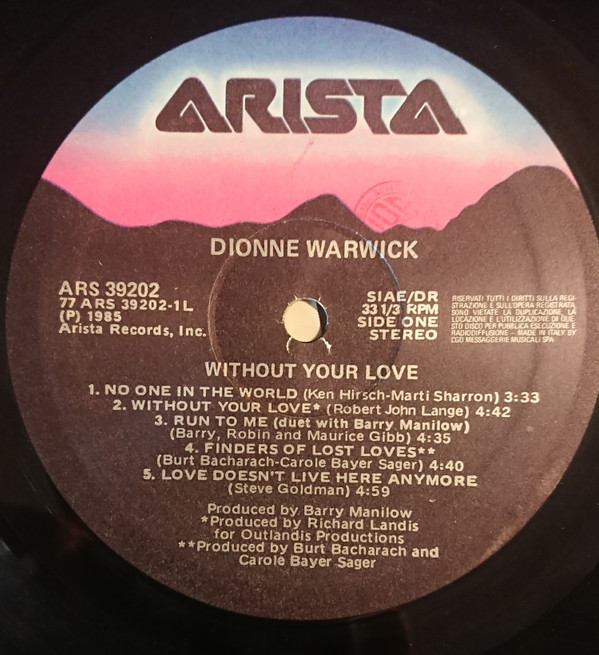 ARISTA
DIONNE WARWICK
ARS 39202
77 ARS 39202-1L
(P) 1985
Arista Records, Inc.
SIAE/DR
33 1/3 RPM
SIDE ONE
STEREO
RISERVATI TUTTI I DIRITTI SULLA REGI-
STRAZIONE E SULL'OPERA REGISTRATA.
SONO VIETATE LA DUPLICAZIONE, LA
LOCAZIONE E L'UTILIZZAZIONE DI QUE-
STO DISCO PER PUBBLICA ESECUZIONE E
RADIODIFFUSIONE - MADE IN ITALY BY
CGD MESSAGGERIE MUSICALI SPA
WITHOUT YOUR LOVE
1. NO ONE IN THE WORLD (Ken Hirsch-Marti Sharron) 3:33
2. WITHOUT YOUR LOVE* (Robert John Lange) 4:42
3. RUN TO ME (duet with Barry Manilow)
(Barry, Robin and Maurice Gibb) 4:35
4. FINDERS OF LOST LOVES**
(Burt Bacharach-Carole Bayer Sager) 4:40
5. LOVE DOESN'T LIVE HERE ANYMORE
(Steve Goldman) 4:59
Produced by Barry Manilow
*Produced by Richard Landis
for Outlandis Productions
**Produced by Burt Bacharach and
Carole Bayer Sager